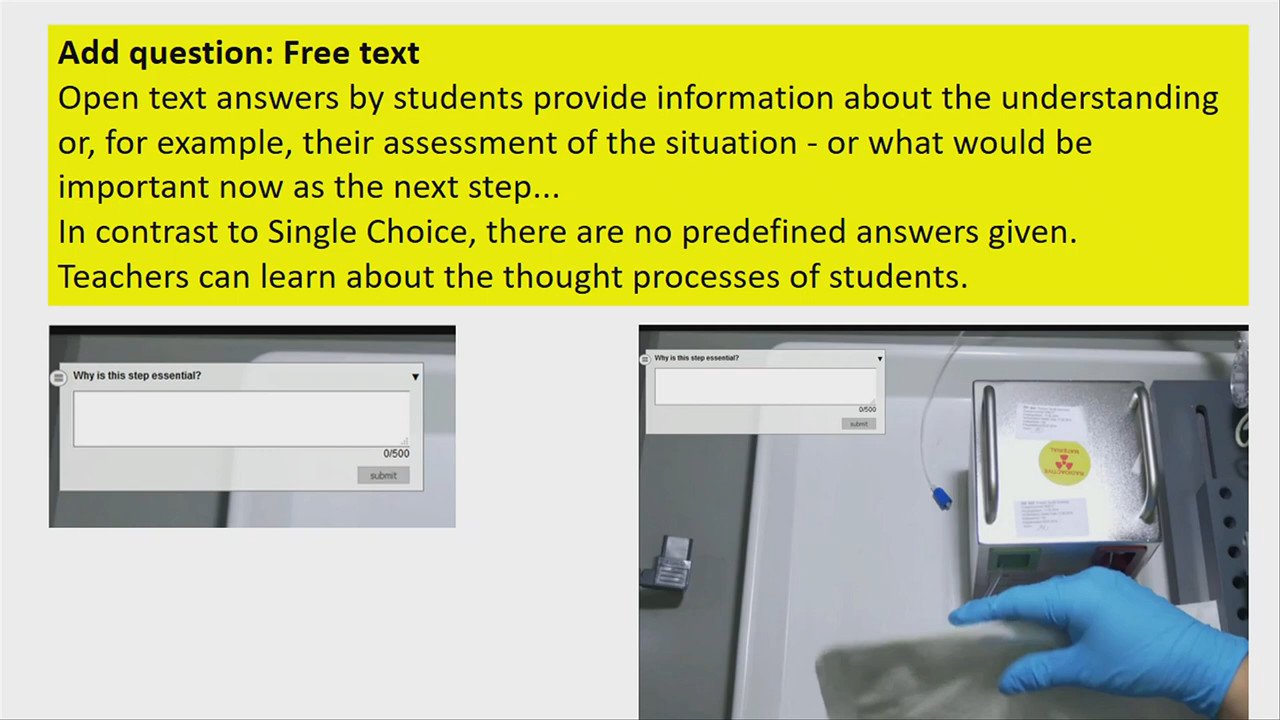 Add question: Free text
Open text answers by students provide information about the understanding
or, for example, their assessment of the situation - or what would be
important now as the next step...
In contrast to Single Choice, there are no predefined answers given.
Teachers can learn about the thought processes of students.
Why is this step essential?
0/500
submit
Why is this step essential?
0/500
submit
RADIOACTIVE
MATERIAL